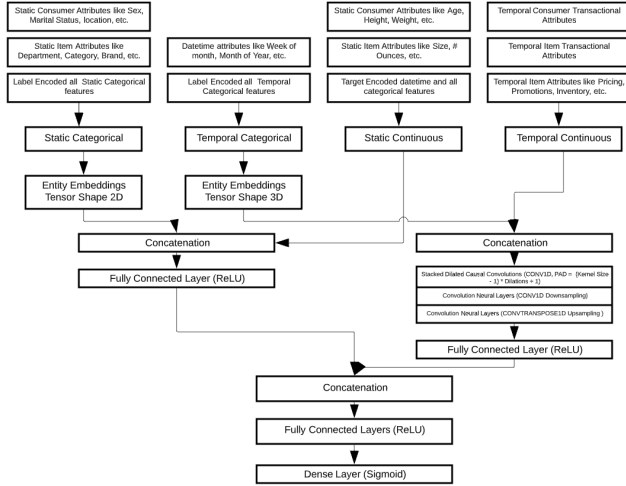 Static Consumer Attributes like Sex,
Marital Status, location, etc.
Static Consumer Attributes like Age,
Height, Weight, etc.
Temporal Consumer Transactional
Attributes
Static Item Attributes like
Department, Category, Brand, etc.
Datetime attributes like Week of
month, Month of Year, etc.
Static Item Attributes like Size, #
Ounces, etc.
Temporal Item Transactional
Attributes
Label Encoded all Static Categorical
features
Label Encoded all Temporal
Categorical features
Target Encoded datetime and all
categorical features
Temporal Item Attributes like Pricing,
Promotions, Inventory, etc.
Static Categorical
Temporal Categorical
Static Continuous
Temporal Continuous
Entity Embeddings
Tensor Shape 2D
Entity Embeddings
Tensor Shape 3D
Concatenation
Concatenation
Fully Connected Layer (ReLU)
Stacked Dilated Causal Convolutions (CONV1D, PAD = (Kernel Size
- 1) * Dilations + 1)
Convolution Neural Layers (CONV1D Downsampling)
Convolution Neural Layers (CONVTRANSPOSE1D Upsampling )
Fully Connected Layer (ReLU)
Concatenation
Fully Connected Layers (ReLU)
Dense Layer (Sigmoid)